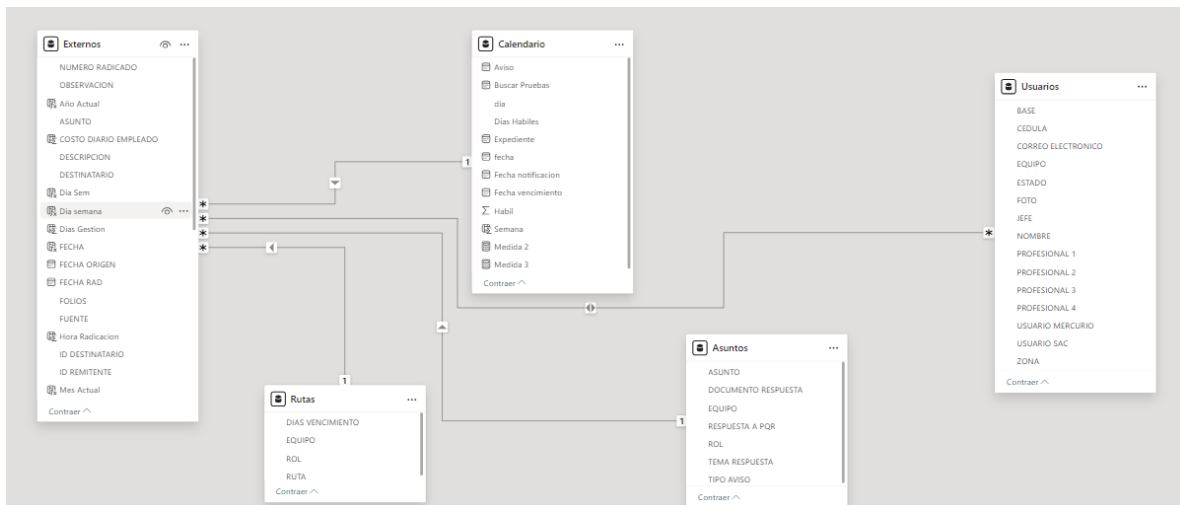 Externos
NUMERO RADICADO
OBSERVACION
Año Actual
ASUNTO
COSTO DIARIO EMPLEADO
DESCRIPCION
DESTINATARIO
Dia Sem
Dia semana
Dias Gestion
FECHA
FECHA ORIGEN
FECHA RAD
FOLIOS
FUENTE
Hora Radicacion
ID DESTINATARIO
ID REMITENTE
Mes Actual
Contraer
Calendario
Aviso
Buscar Pruebas
dia
Dias Habiles
Expediente
fecha
Fecha notificacion
Fecha vencimiento
Habil
Semana
Medida 2
Medida 3
Contraer
Usuarios
BASE
CEDULA
CORREO ELECTRONICO
EQUIPO
ESTADO
FOTO
JEFE
NOMBRE
PROFESIONAL 1
PROFESIONAL 2
PROFESIONAL 3
PROFESIONAL 4
USUARIO MERCURIO
USUARIO SAC
ZONA
Contraer
Rutas
DIAS VENCIMIENTO
EQUIPO
ROL
RUTA
Contraer
Asuntos
ASUNTO
DOCUMENTO RESPUESTA
EQUIPO
RESPUESTA A PQR
ROL
TEMA RESPUESTA
TIPO AVISO
Contraer
1
*
*
*
*
*
1
1